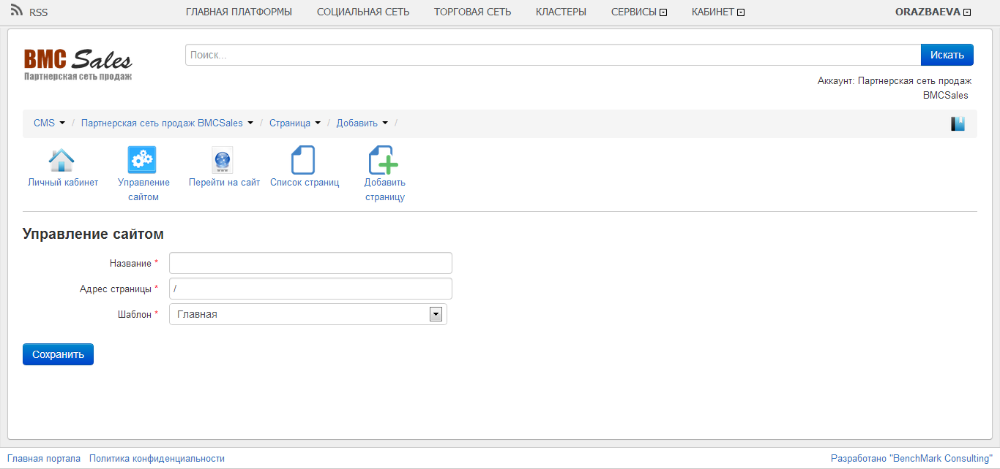 RSS
ГЛАВНАЯ ПЛАТФОРМЫ СОЦИАЛЬНАЯ СЕТЬ ТОРГОВАЯ СЕТЬ КЛАСТЕРЫ СЕРВИСЫ КАБИНЕТ ORAZBAEVA
BMC Sales
Партнерская сеть продаж
Поиск... Искать
Аккаунт: Партнерская сеть продаж
BMCSales
CMS / Партнерская сеть продаж BMCSales / Страница / Добавить /
Личный кабинет
Управление
сайтом
Перейти на сайт
Список страниц
Добавить
страницу
Управление сайтом
Название *
Адрес страницы * /
Шаблон * Главная
Сохранить
Главная портала Политика конфиденциальности Разработано "BenchMark Consulting"